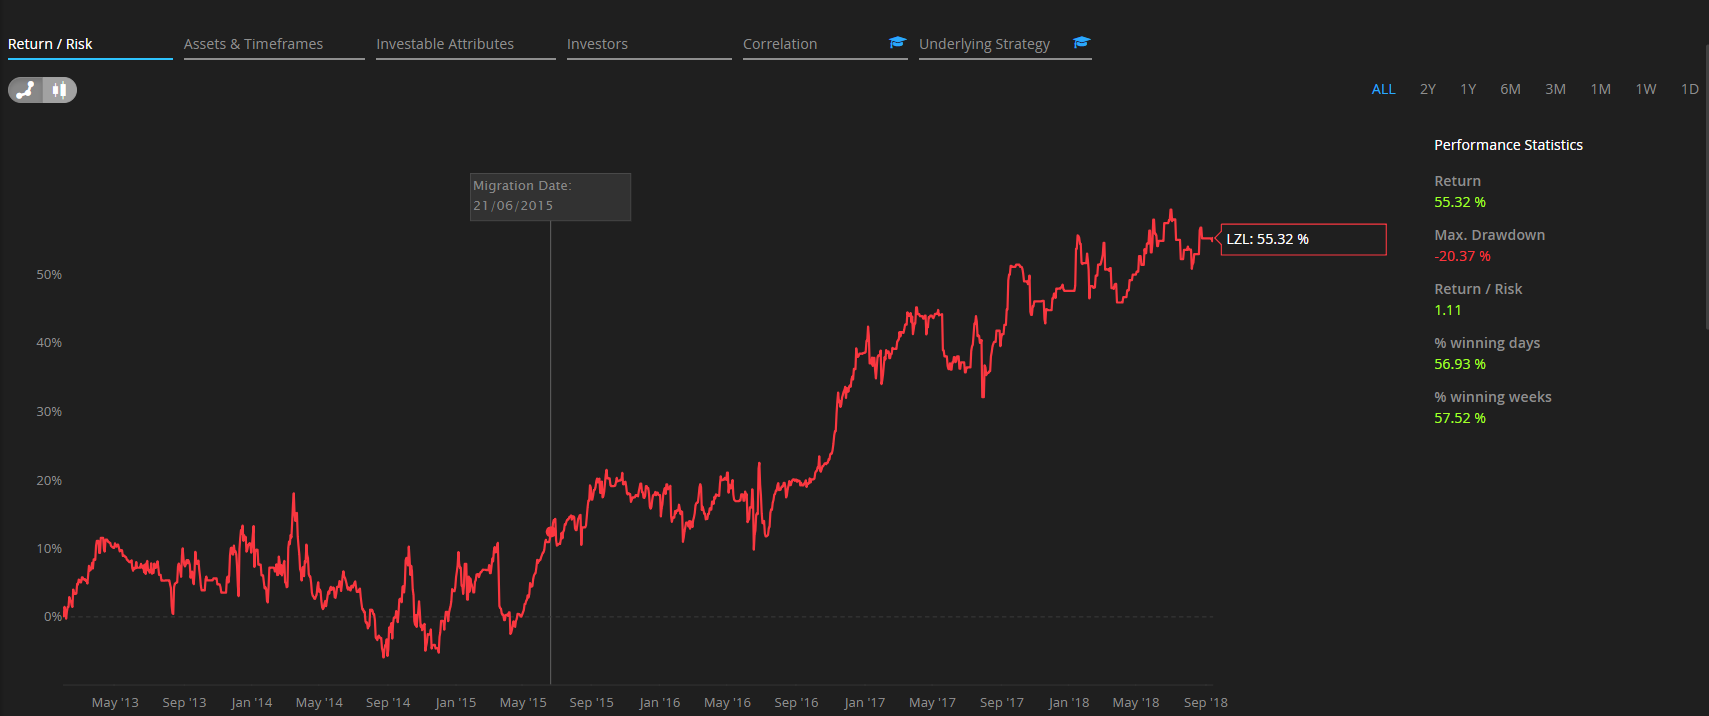 Return / Risk
Assets & Timeframes
Investable Attributes
Investors
Correlation
Underlying Strategy
ALL 2Y 1Y 6M 3M 1M 1W 1D
Performance Statistics
Return
55.32 %
Max. Drawdown
-20.37 %
Return / Risk
1.11
% winning days
56.93 %
% winning weeks
57.52 %
Migration Date:
21/06/2015
LZL: 55.32 %
50%
40%
30%
20%
10%
0%
May '13 Sep '13 Jan '14 May '14 Sep '14 Jan '15 May '15 Sep '15 Jan '16 May '16 Sep '16 Jan '17 May '17 Sep '17 Jan '18 May '18 Sep '18